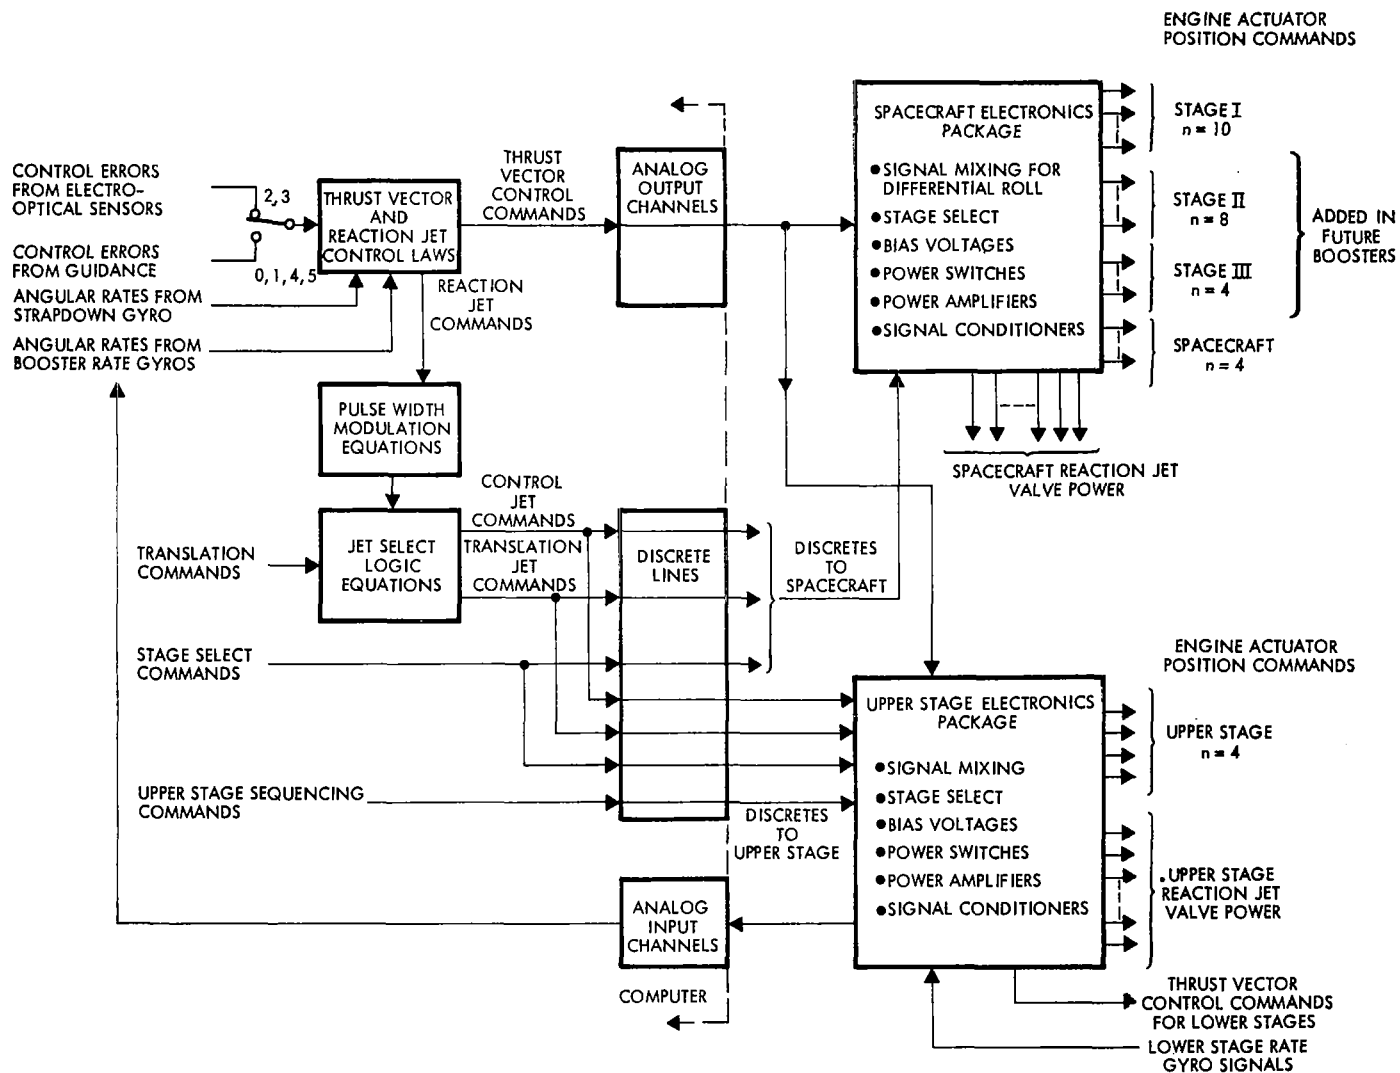 ENGINE ACTUATOR
POSITION COMMANDS
SPACECRAFT ELECTRONICS
PACKAGE
●SIGNAL MIXING FOR
DIFFERENTIAL ROLL
●STAGE SELECT
●BIAS VOLTAGES
●POWER SWITCHES
●POWER AMPLIFIERS
●SIGNAL CONDITIONERS
STAGE I
n = 10
STAGE II
n = 8
STAGE III
n = 4
SPACECRAFT
n = 4
ADDED IN
FUTURE
BOOSTERS
SPACECRAFT REACTION JET
VALVE POWER
CONTROL ERRORS
FROM ELECTRO-
OPTICAL SENSORS
2, 3
CONTROL ERRORS
FROM GUIDANCE
0, 1, 4, 5
ANGULAR RATES FROM
STRAPDOWN GYRO
ANGULAR RATES FROM
BOOSTER RATE GYROS
THRUST VECTOR
AND
REACTION JET
CONTROL LAWS
THRUST
VECTOR
CONTROL
COMMANDS
ANALOG
OUTPUT
CHANNELS
REACTION
JET
COMMANDS
PULSE WIDTH
MODULATION
EQUATIONS
CONTROL
JET
COMMANDS
TRANSLATION
JET
COMMANDS
TRANSLATION
COMMANDS
JET SELECT
LOGIC
EQUATIONS
DISCRETE
LINES
DISCRETES
TO
SPACECRAFT
STAGE SELECT
COMMANDS
UPPER STAGE SEQUENCING
COMMANDS
DISCRETES
TO
UPPER STAGE
ANALOG
INPUT
CHANNELS
COMPUTER
ENGINE ACTUATOR
POSITION COMMANDS
UPPER STAGE ELECTRONICS
PACKAGE
●SIGNAL MIXING
●STAGE SELECT
●BIAS VOLTAGES
●POWER SWITCHES
●POWER AMPLIFIERS
●SIGNAL CONDITIONERS
UPPER STAGE
n = 4
UPPER STAGE
REACTION JET
VALVE POWER
THRUST VECTOR
CONTROL COMMANDS
FOR LOWER STAGES
LOWER STAGE RATE
GYRO SIGNALS